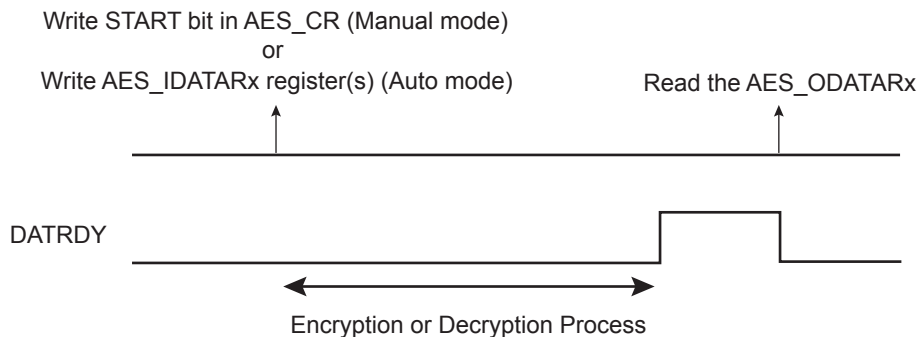 Write START bit in AES_CR (Manual mode)
or
Write AES_IDATARx register(s) (Auto mode)
Read the AES_ODATARx
DATRDY
Encryption or Decryption Process